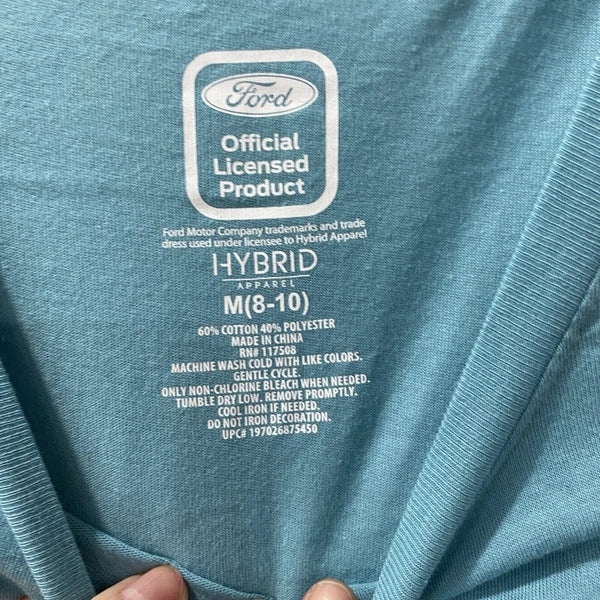 Ford
Official
Licensed
Product
Ford Motor Company trademarks and trade
dress used under licensee to Hybrid Apparel
HYBRID
APPAREL
M(8-10)
60% COTTON 40% POLYESTER
MADE IN CHINA
RN# 117508
MACHINE WASH COLD WITH LIKE COLORS.
GENTLE CYCLE.
ONLY NON-CHLORINE BLEACH WHEN NEEDED.
TUMBLE DRY LOW. REMOVE PROMPTLY.
COOL IRON IF NEEDED.
DO NOT IRON DECORATION.
UPC# 197026875450